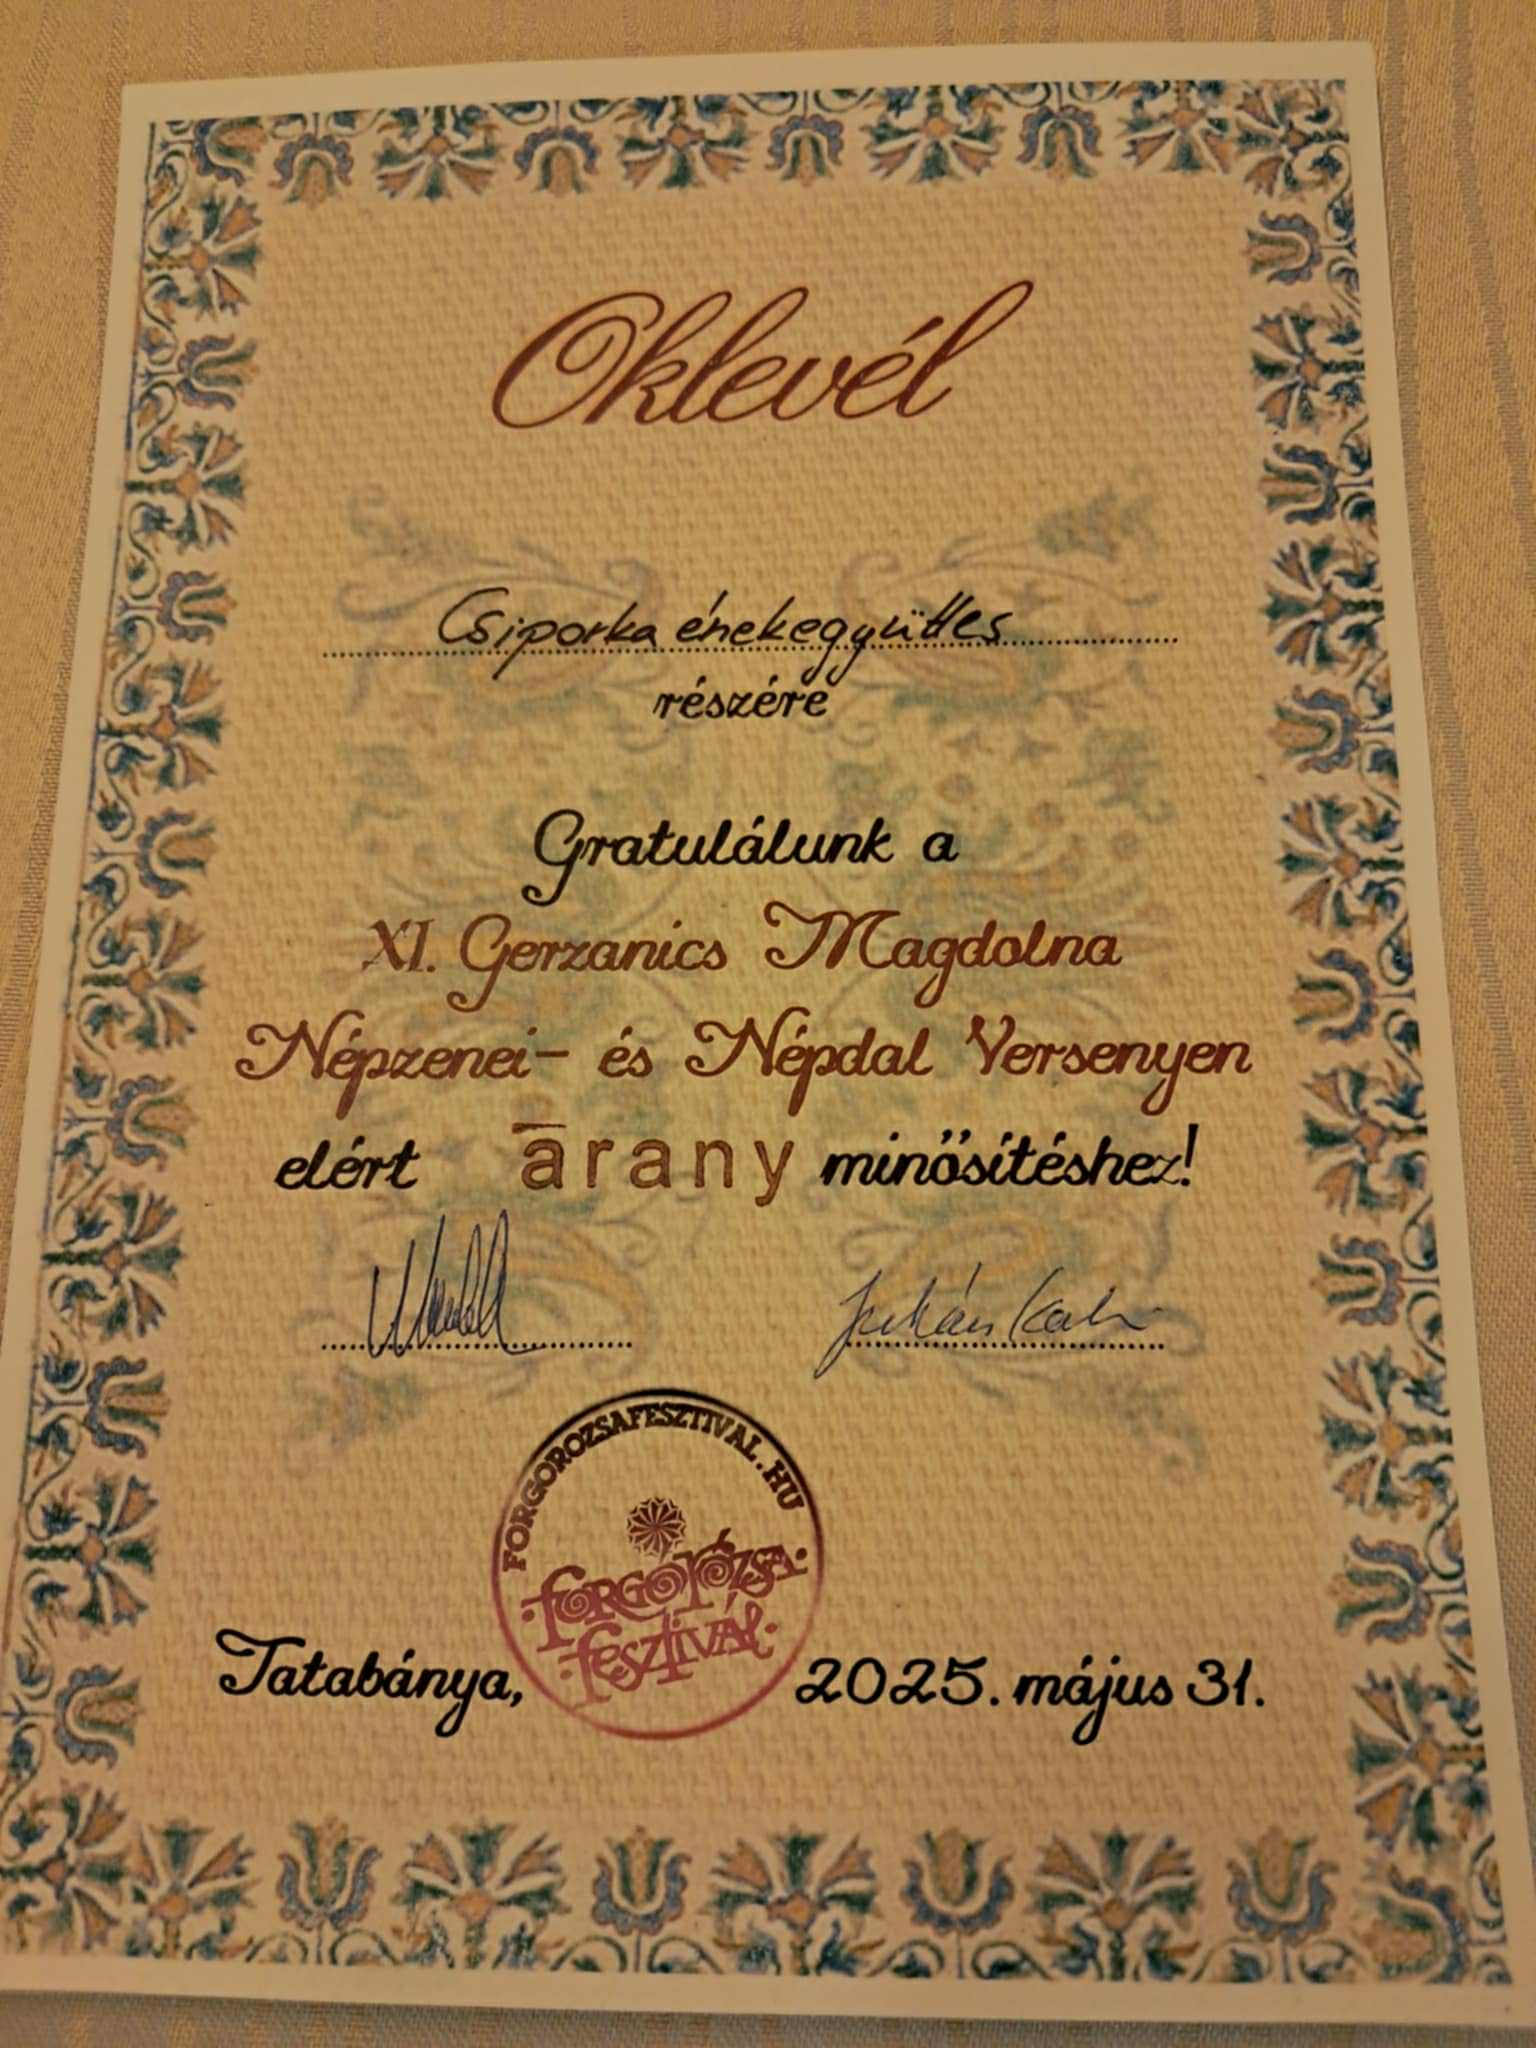 Oklevél
Csiporka énekegyüttes
részére
Gratulálunk a
XI. Gerzanics Magdolna
Népzenei- és Népdal Versenyen
elért arany minősítéshez!
FORGOROZSAFESZTIVAL.HU
FORGÓRÓZSA
FESZTIVÁL
Tatabánya, 2025. május 31.